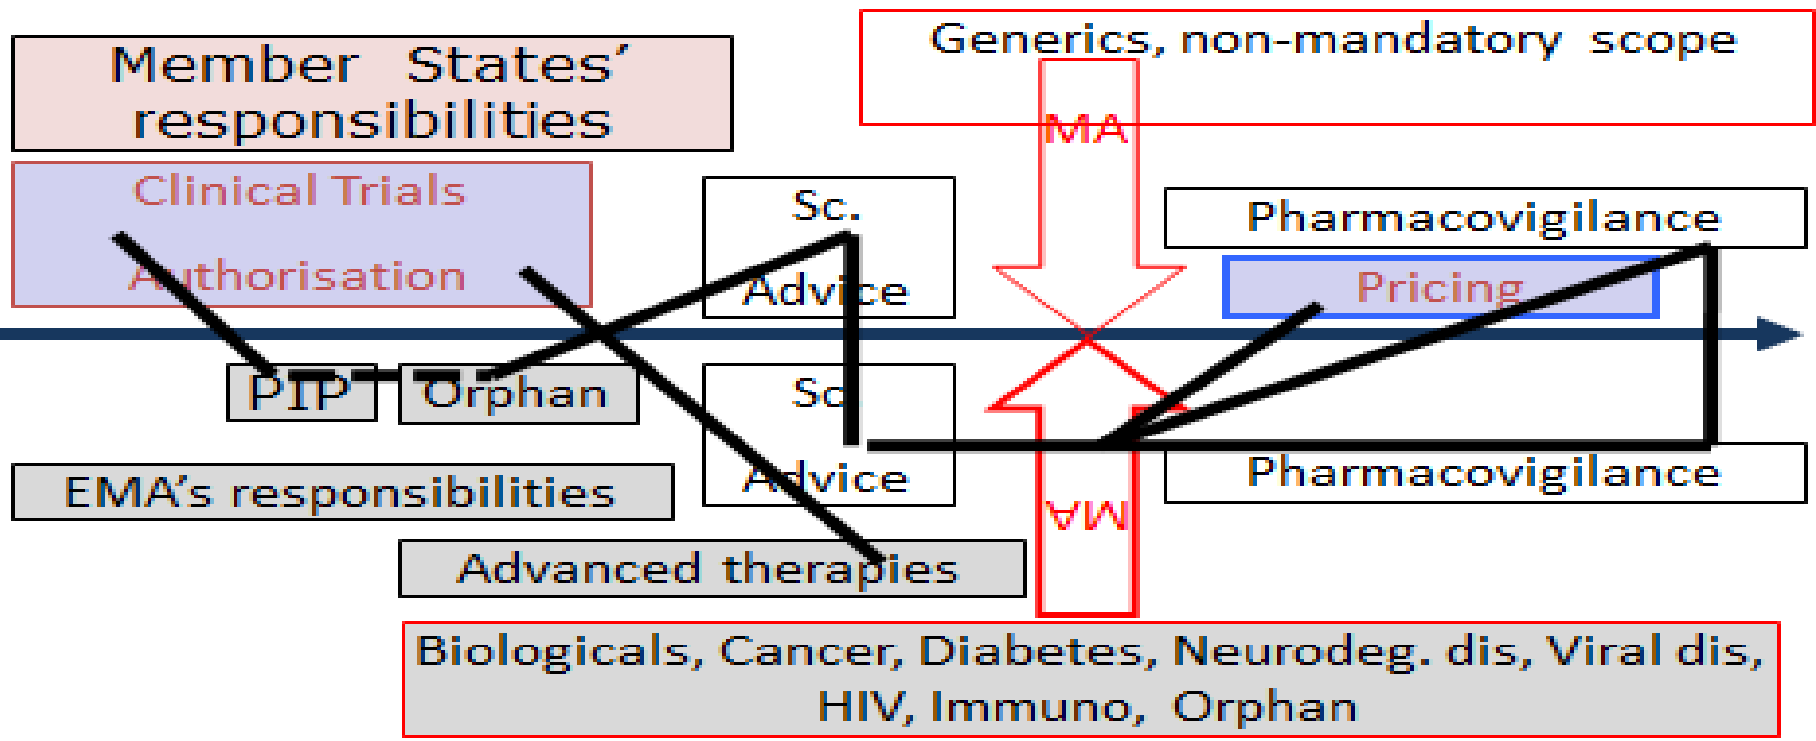 Generics, non-mandatory scope
Member States’
responsibilities
MA
Clinical Trials
Authorisation
Sc.
Advice
Pharmacovigilance
Pricing
PIP
Orphan
Sc.
Advice
Pharmacovigilance
EMA’s responsibilities
MA
Advanced therapies
Biologicals, Cancer, Diabetes, Neurodeg. dis, Viral dis,
HIV, Immuno, Orphan